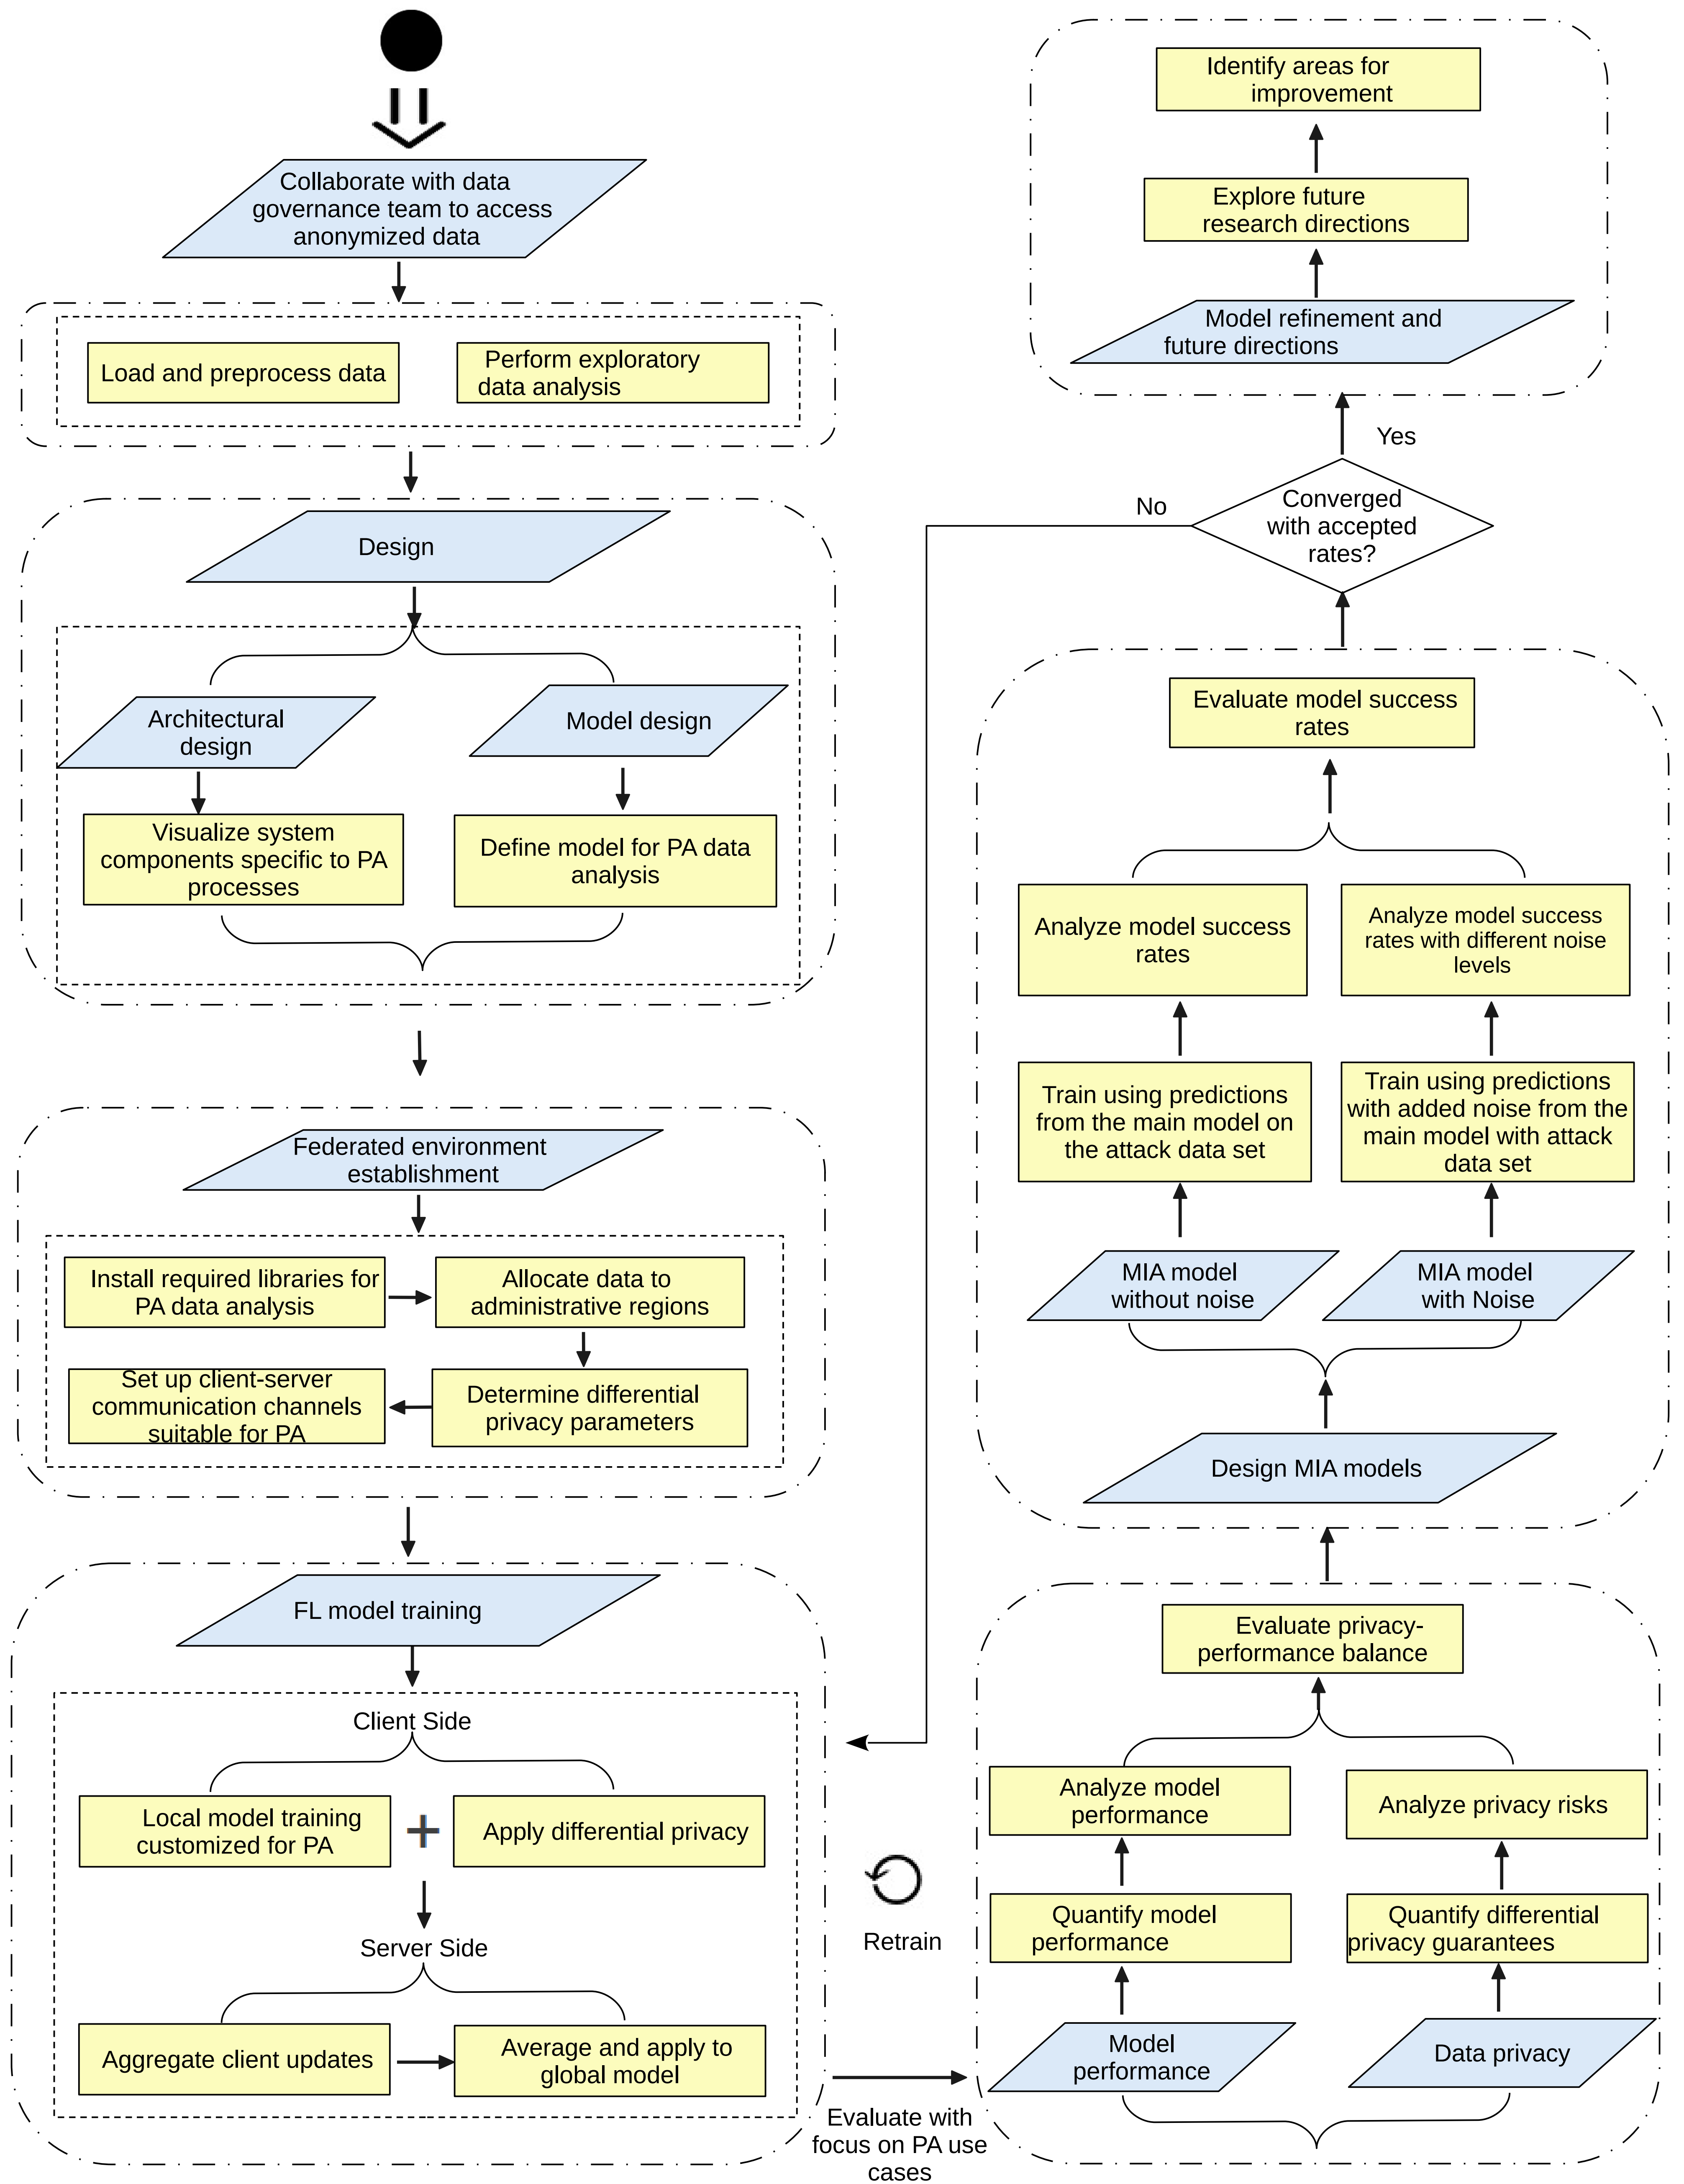 Collaborate with data
governance team to access
anonymized data
Load and preprocess data
Perform exploratory
data analysis
Design
Architectural
design
Model design
Visualize system
components specific to PA
processes
Define model for PA data
analysis
Federated environment
establishment
Install required libraries for
PA data analysis
Allocate data to
administrative regions
Set up client-server
communication channels
suitable for PA
Determine differential
privacy parameters
FL model training
Client Side
Local model training
customized for PA
+
Apply differential privacy
Server Side
Aggregate client updates
Average and apply to
global model
Retrain
Evaluate with
focus on PA use
cases
Identify areas for
improvement
Explore future
research directions
Model refinement and
future directions
Yes
No
Converged
with accepted
rates?
Evaluate model success
rates
Analyze model success
rates
Analyze model success
rates with different noise
levels
Train using predictions
from the main model on
the attack data set
Train using predictions
with added noise from the
main model with attack
data set
MIA model
without noise
MIA model
with Noise
Design MIA models
Evaluate privacy-
performance balance
Analyze model
performance
Analyze privacy risks
Quantify model
performance
Quantify differential
privacy guarantees
Model
performance
Data privacy